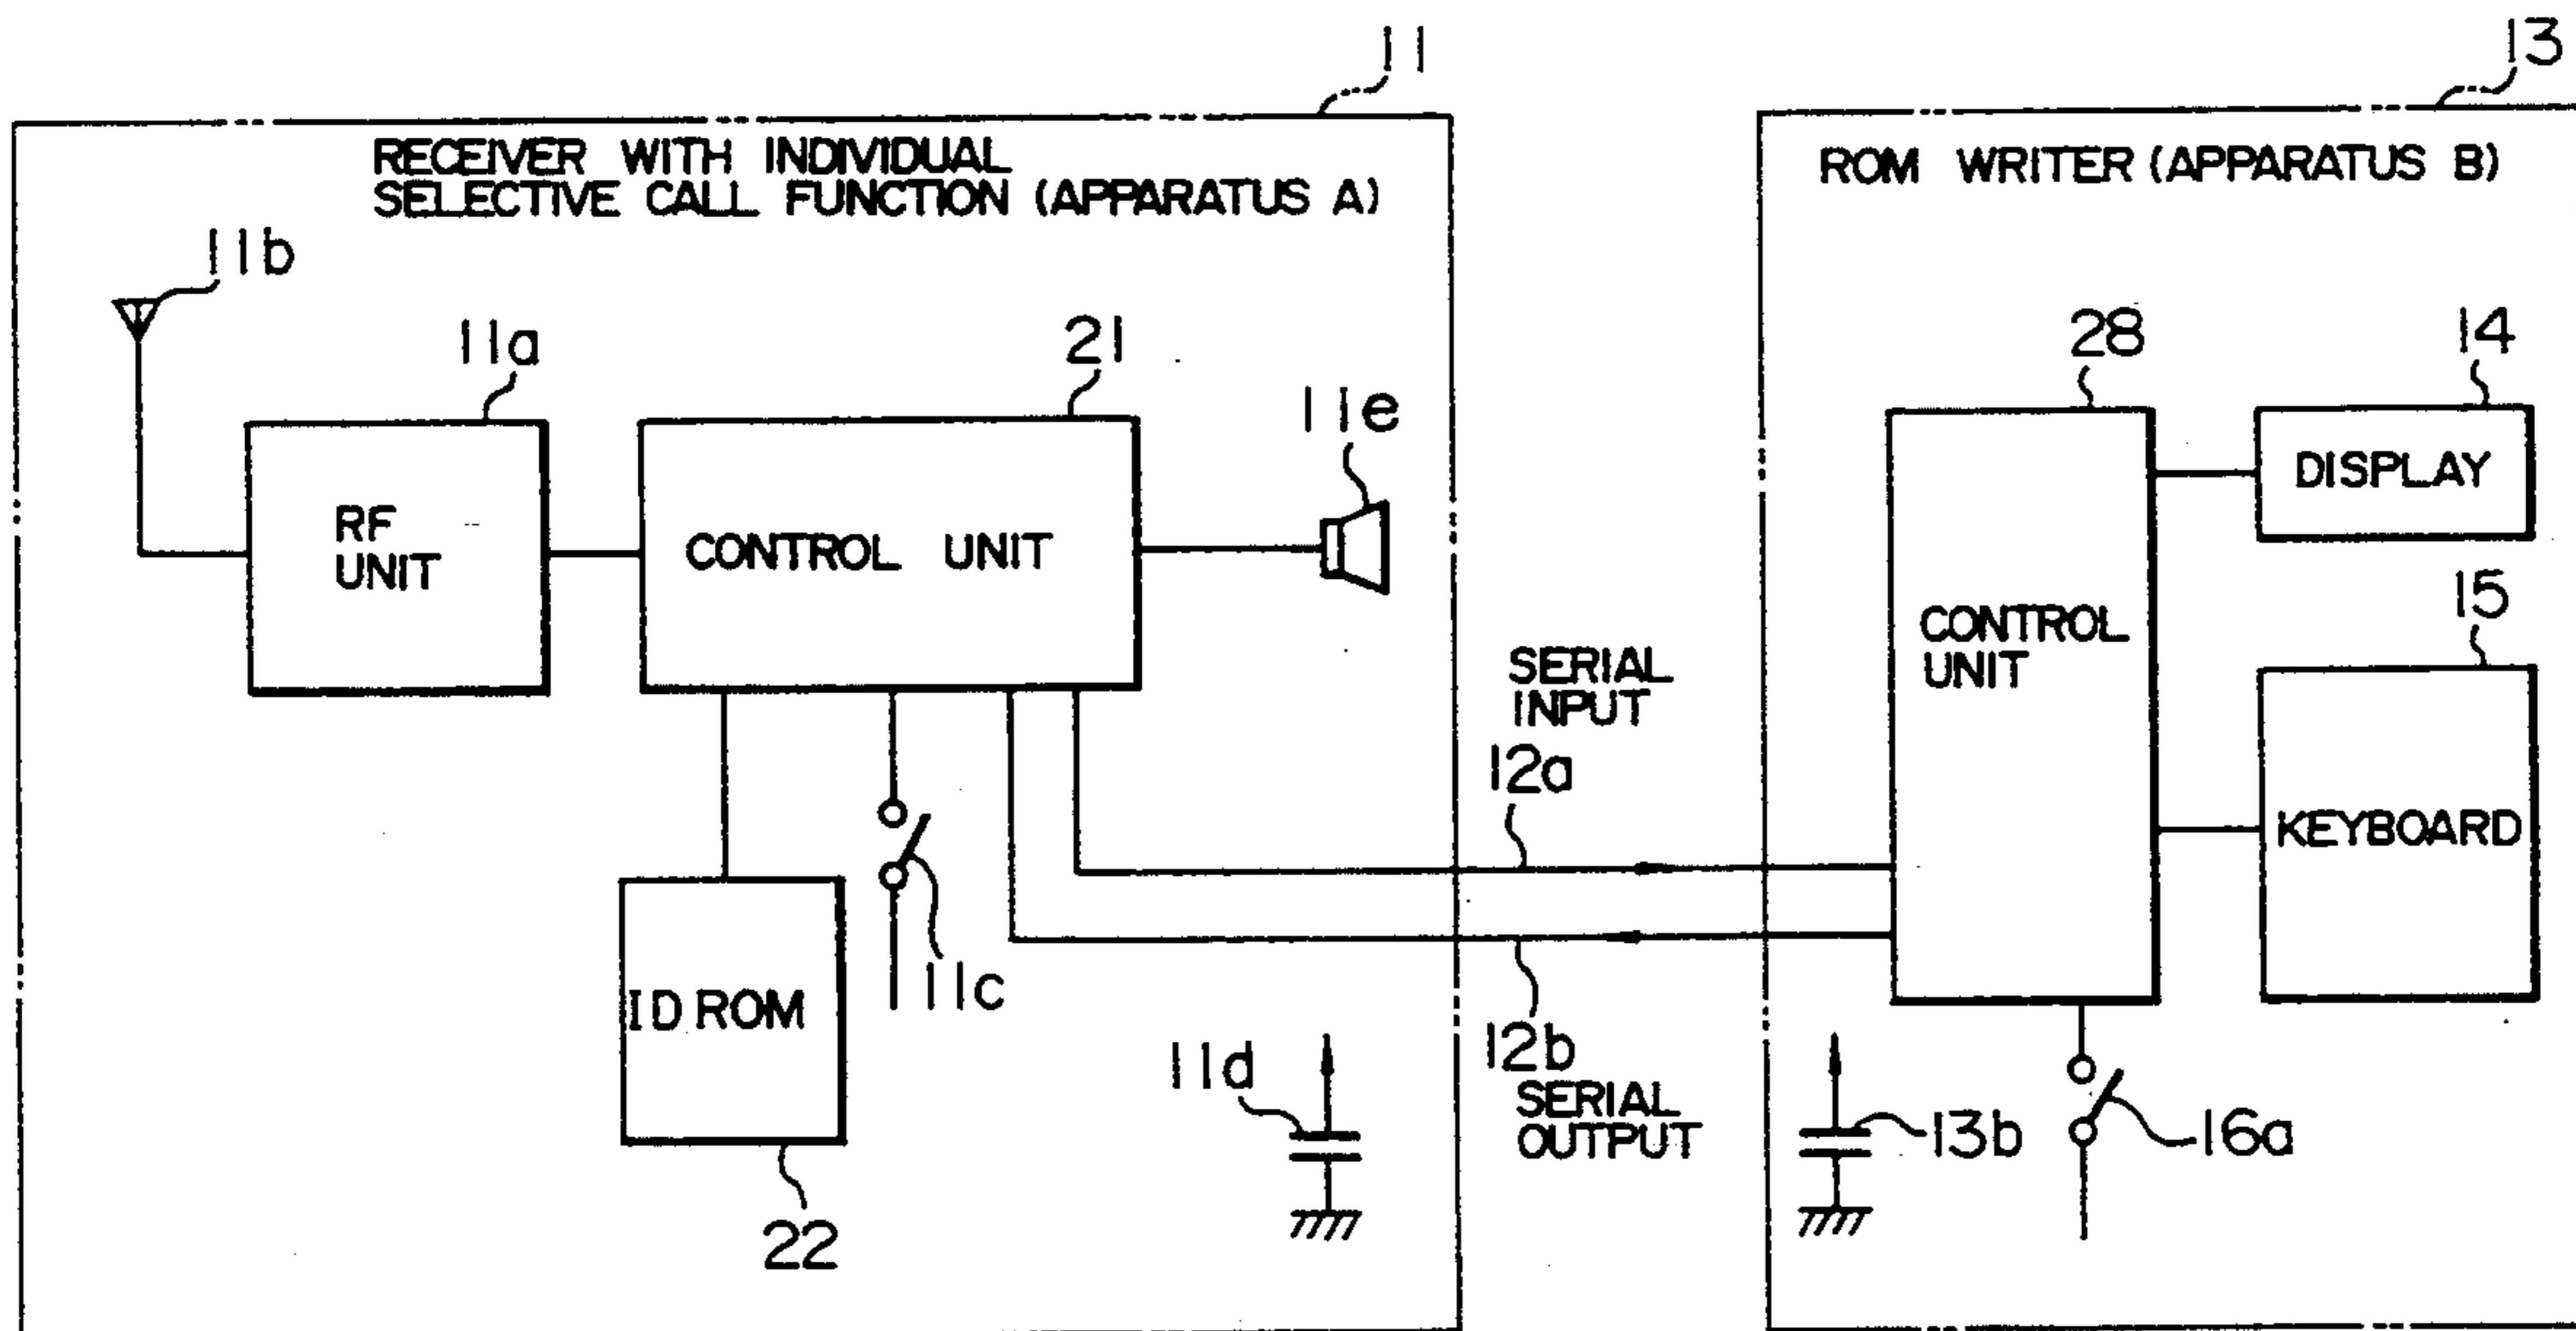 11
13
RECEIVER WITH INDIVIDUAL
SELECTIVE CALL FUNCTION (APPARATUS A)
ROM WRITER (APPARATUS B)
11b
11a
21
11e
28
14
RF
UNIT
CONTROL UNIT
DISPLAY
15
SERIAL
INPUT
CONTROL
UNIT
12a
KEYBOARD
ID ROM
11c
11d
12b
SERIAL
OUTPUT
13b
16a
22